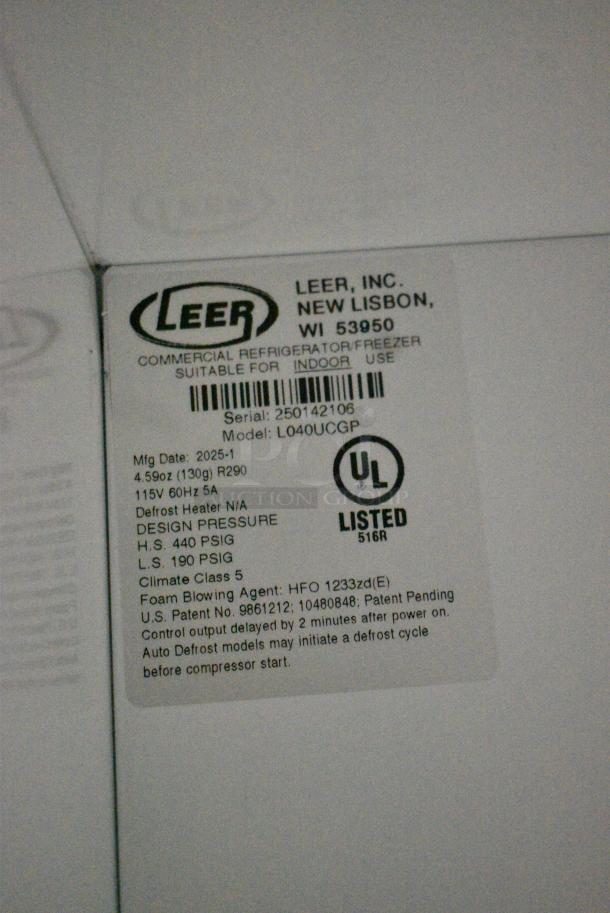 LEER
LEER, INC.
NEW LISBON,
WI 53950
COMMERCIAL REFRIGERATOR/FREEZER
SUITABLE FOR INDOOR USE
Serial: 250142106
Model: L040UCGP
Mfg Date: 2025-1
4.59oz (130g) R290
115V 60Hz 5A
Defrost Heater N/A
DESIGN PRESSURE
H.S. 440 PSIG
L.S. 190 PSIG
Climate Class 5
UL
LISTED
516R
AUCTION GROUP
Foam Blowing Agent: HFO 1233zd(E)
U.S. Patent No. 9861212; 10480848; Patent Pending
Control output delayed by 2 minutes after power on.
Auto Defrost models may initiate a defrost cycle
before compressor start.